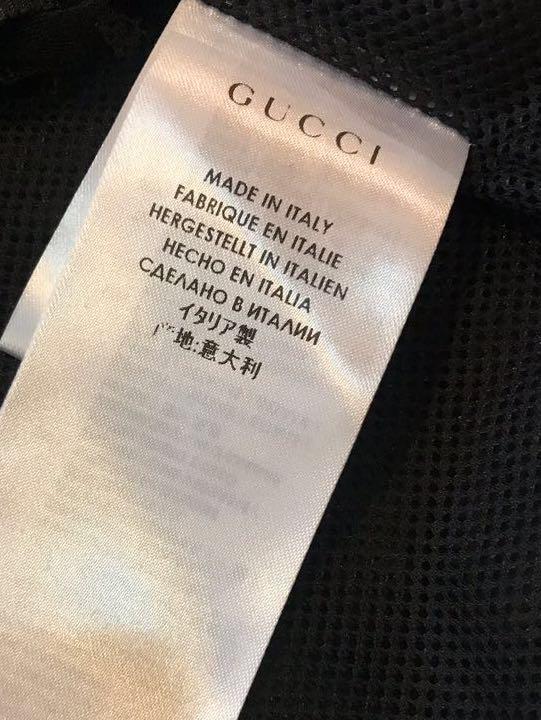 GUCCI
MADE IN ITALY
FABRIQUE EN ITALIE
HERGESTELLT IN ITALIEN
HECHO EN ITALIA
СДЕЛАНО В ИТАЛИИ
イタリア製
产地:意大利